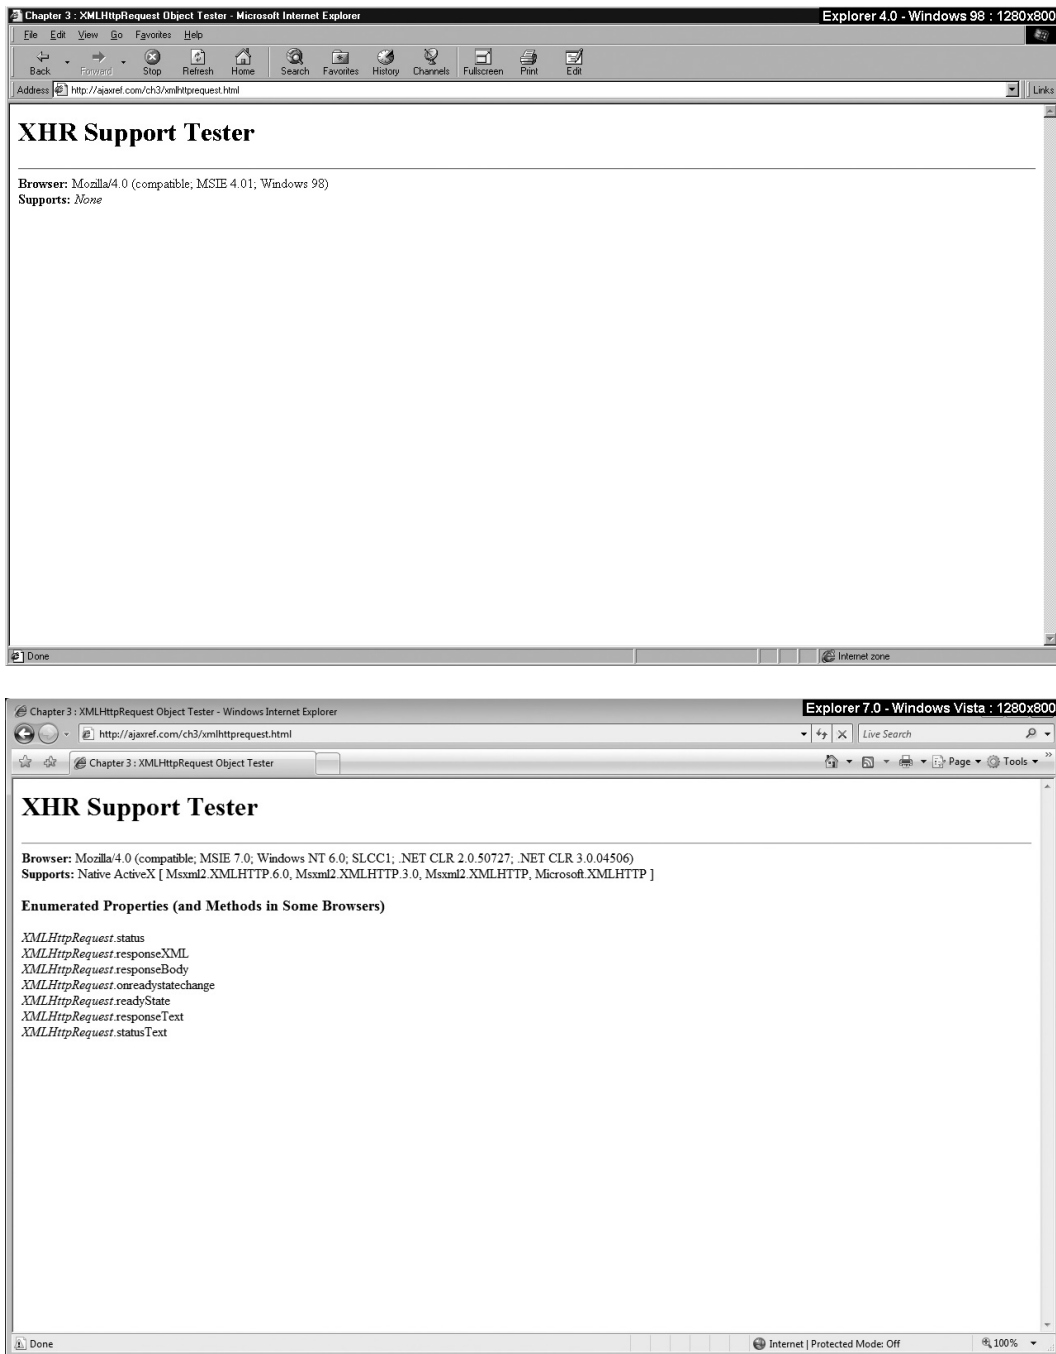 Chapter 3 : XMLHttpRequest Object Tester - Microsoft Internet Explorer
Explorer 4.0 - Windows 98 : 1280x800
File Edit View Go Favorites Help
Back Forward Stop Refresh Home Search Favorites History Channels Fullscreen Print Edit
Address http://ajaxref.com/ch3/xmlhttprequest.html Links
XHR Support Tester
Browser: Mozilla/4.0 (compatible; MSIE 4.01; Windows 98)
Supports: None
Done Internet zone
Chapter 3 : XMLHttpRequest Object Tester - Windows Internet Explorer
Explorer 7.0 - Windows Vista : 1280x800
http://ajaxref.com/ch3/xmlhttprequest.html Live Search
Chapter 3 : XMLHttpRequest Object Tester Page Tools
XHR Support Tester
Browser: Mozilla/4.0 (compatible; MSIE 7.0; Windows NT 6.0; SLCC1; .NET CLR 2.0.50727; .NET CLR 3.0.04506)
Supports: Native ActiveX [ Msxml2.XMLHTTP.6.0, Msxml2.XMLHTTP.3.0, Msxml2.XMLHTTP, Microsoft.XMLHTTP ]
Enumerated Properties (and Methods in Some Browsers)
XMLHttpRequest.status
XMLHttpRequest.responseXML
XMLHttpRequest.responseBody
XMLHttpRequest.onreadystatechange
XMLHttpRequest.readyState
XMLHttpRequest.responseText
XMLHttpRequest.statusText
Done Internet | Protected Mode: Off 100%